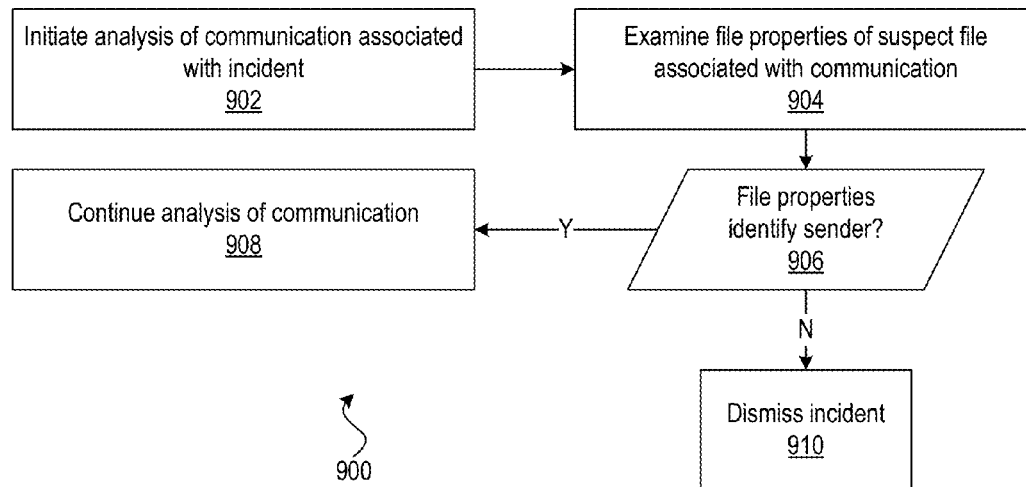 Initiate analysis of communication associated
with incident
902
Examine file properties of suspect file
associated with communication
904
File properties
identify sender?
906
Y
Continue analysis of communication
908
N
Dismiss incident
910
900